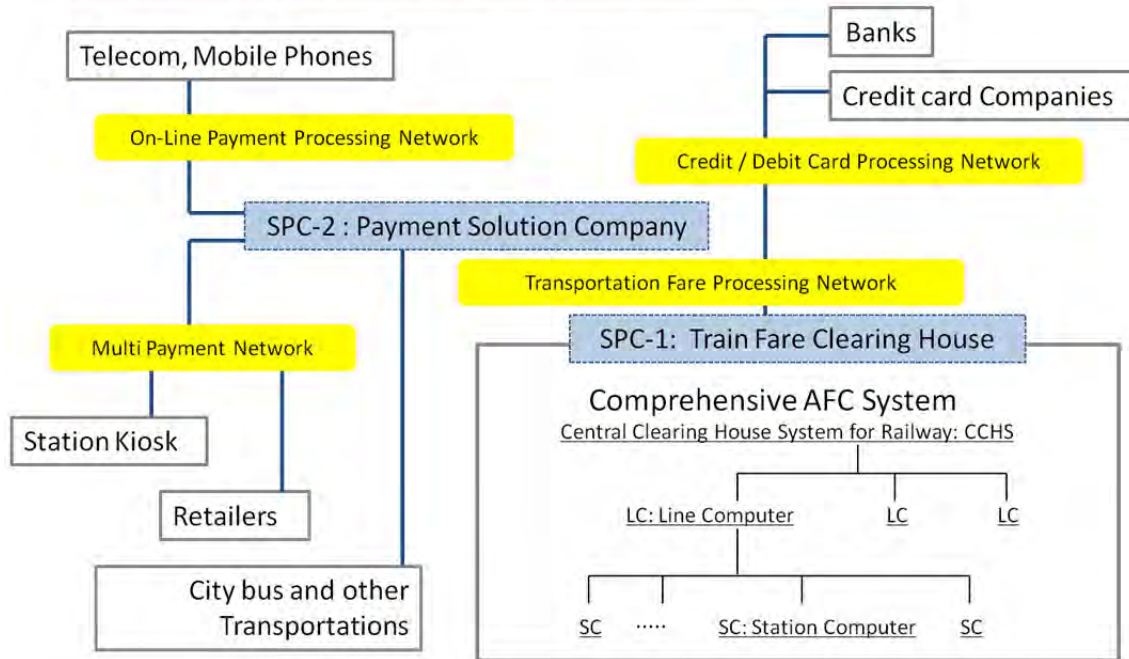 Telecom, Mobile Phones
On-Line Payment Processing Network
SPC-2 : Payment Solution Company
Multi Payment Network
Station Kiosk
Retailers
City bus and other
Transportations
Banks
Credit card Companies
Credit / Debit Card Processing Network
Transportation Fare Processing Network
SPC-1: Train Fare Clearing House
Comprehensive AFC System
Central Clearing House System for Railway: CCHS
LC: Line Computer LC LC
SC ..... SC: Station Computer SC